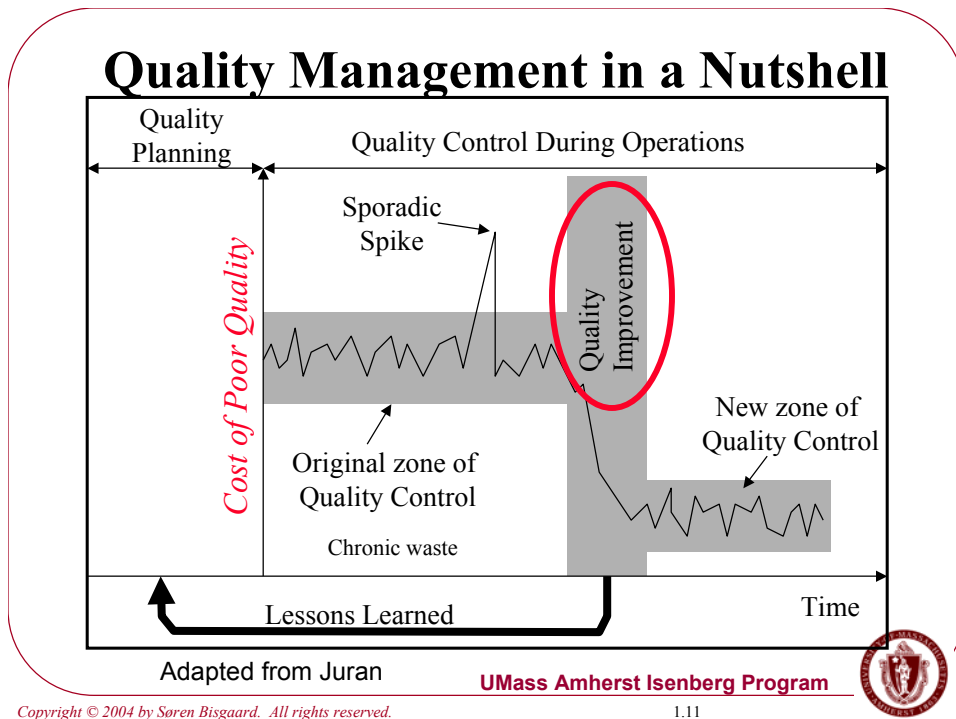 Quality Management in a Nutshell
Quality
Planning
Quality Control During Operations
Sporadic
Spike
Cost of Poor Quality
Quality
Improvement
New zone of
Quality Control
Original zone of
Quality Control
Chronic waste
Lessons Learned
Time
Adapted from Juran
UMass Amherst Isenberg Program
Copyright © 2004 by Søren Bisgaard. All rights reserved.
1.11